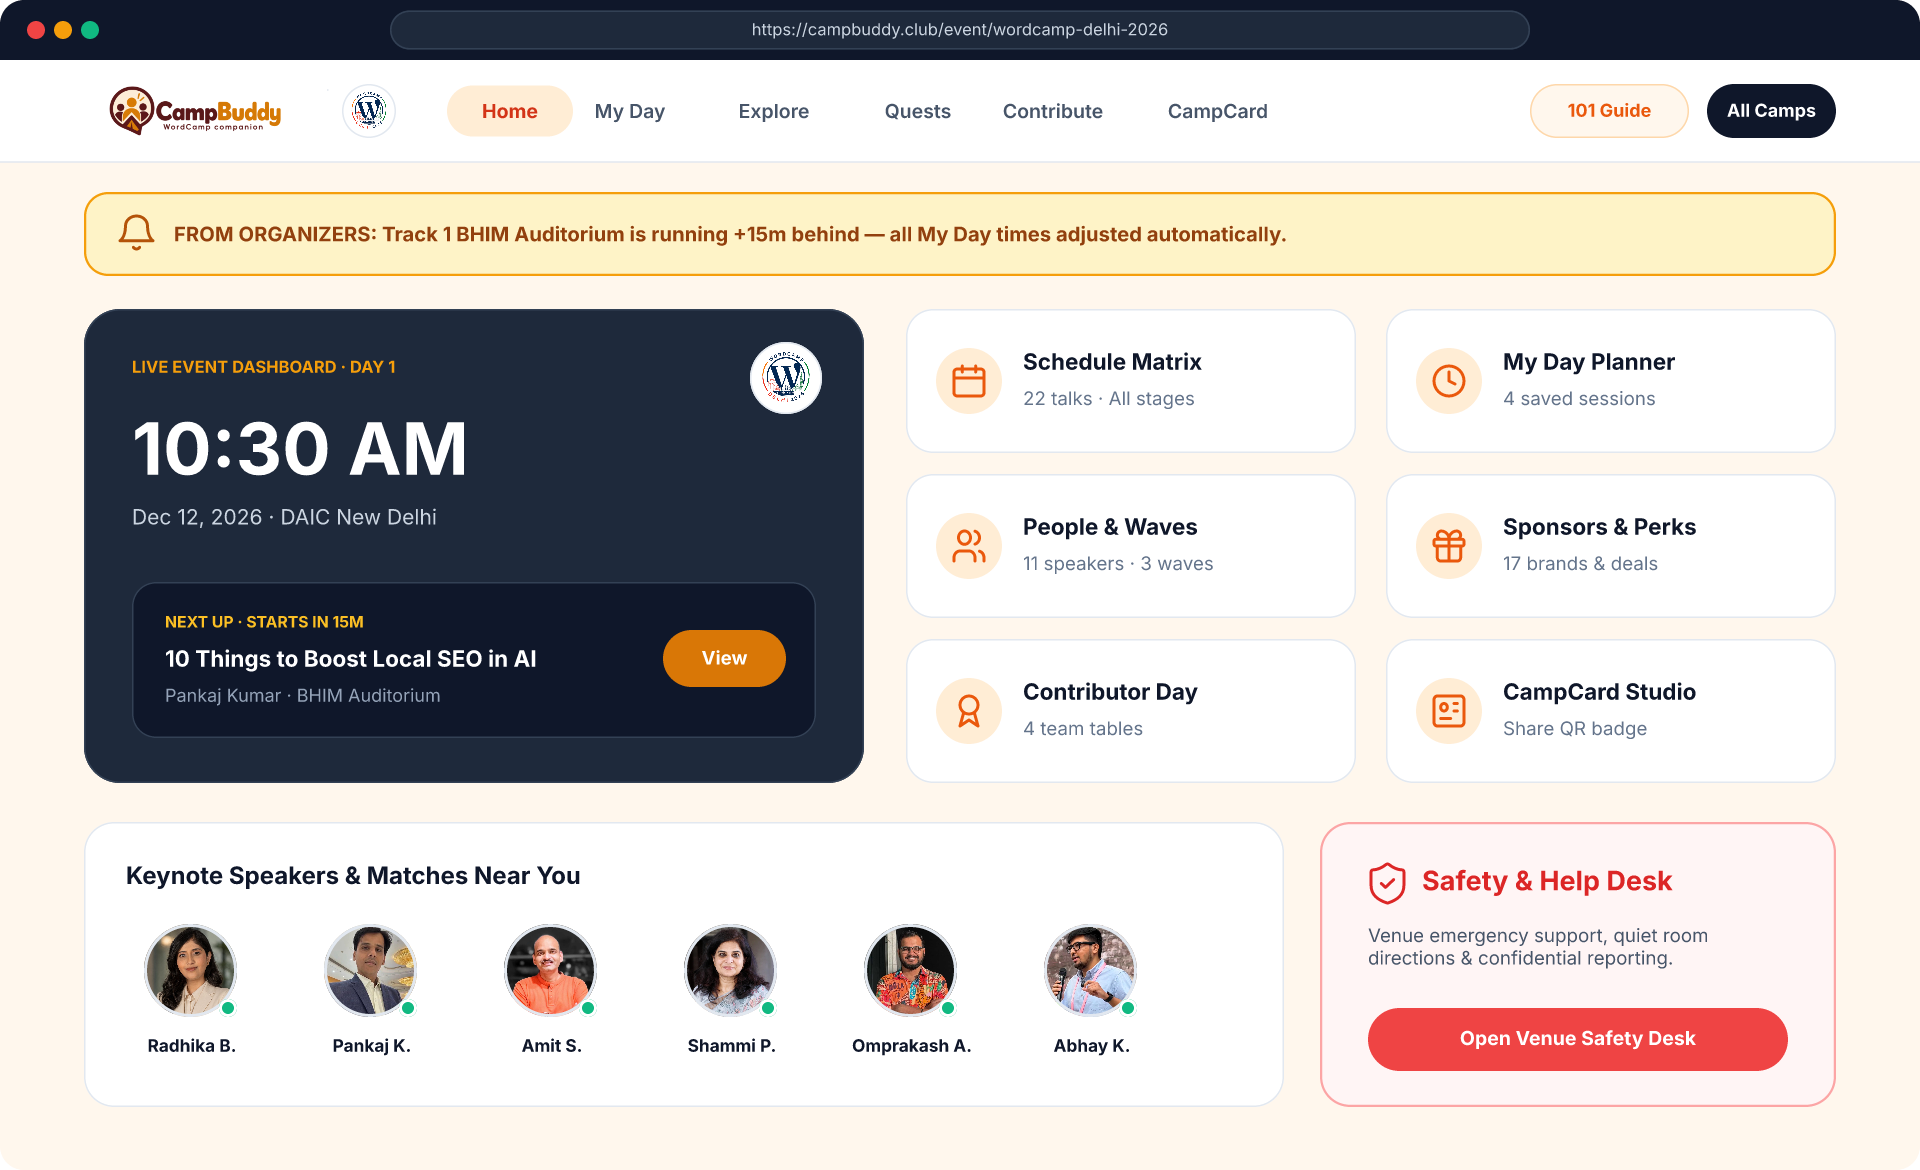 https://campbuddy.club/event/wordcamp-delhi-2026
CampBuddy
WordCamp companion
Home
My Day
Explore
Quests
Contribute
CampCard
101 Guide
All Camps
FROM ORGANIZERS: Track 1 BHIM Auditorium is running +15m behind — all My Day times adjusted automatically.
LIVE EVENT DASHBOARD · DAY 1
10:30 AM
Dec 12, 2026 · DAIC New Delhi
NEXT UP · STARTS IN 15M
10 Things to Boost Local SEO in AI
Pankaj Kumar · BHIM Auditorium
View
Schedule Matrix
22 talks · All stages
My Day Planner
4 saved sessions
People & Waves
11 speakers · 3 waves
Sponsors & Perks
17 brands & deals
Contributor Day
4 team tables
CampCard Studio
Share QR badge
Keynote Speakers & Matches Near You
Radhika B.
Pankaj K.
Amit S.
Shammi P.
Omprakash A.
Abhay K.
Safety & Help Desk
Venue emergency support, quiet room
directions & confidential reporting.
Open Venue Safety Desk